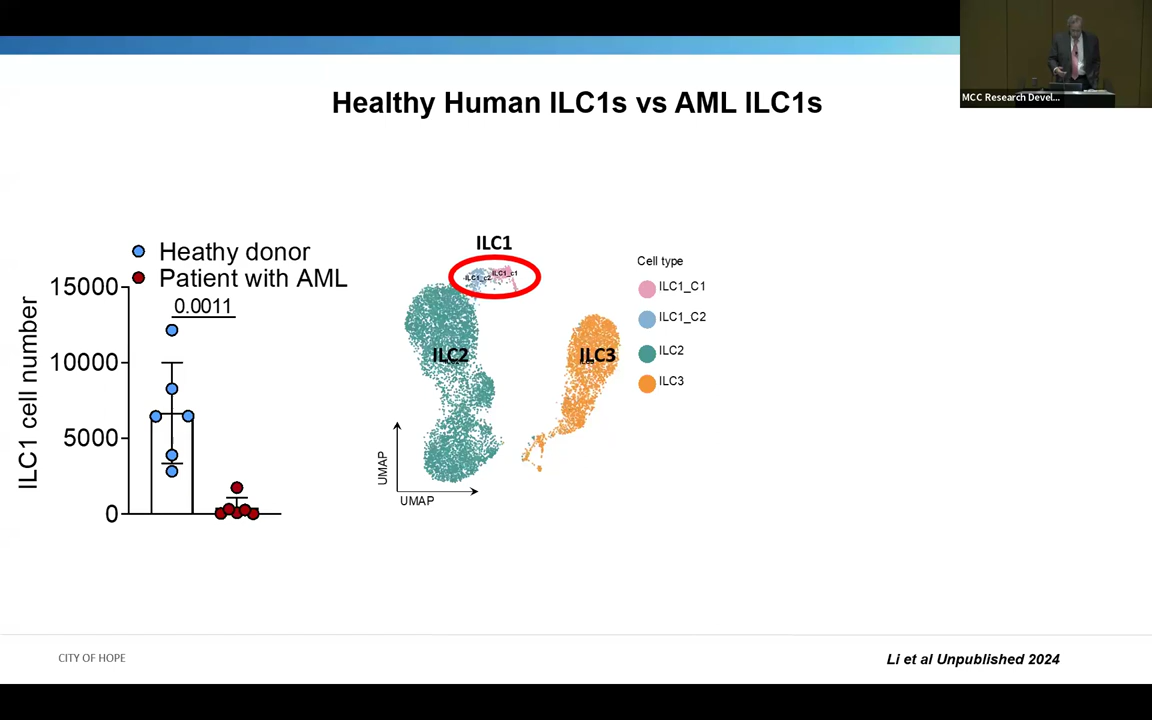 MCC Research Devel...
Healthy Human ILC1s vs AML ILC1s
Heathy donor
Patient with AML
0.0011
ILC1 cell number
15000
10000
5000
0
ILC1
ILC1_c2
ILC1_c1
ILC2
ILC3
UMAP
UMAP
Cell type
ILC1_C1
ILC1_C2
ILC2
ILC3
CITY OF HOPE
Li et al Unpublished 2024